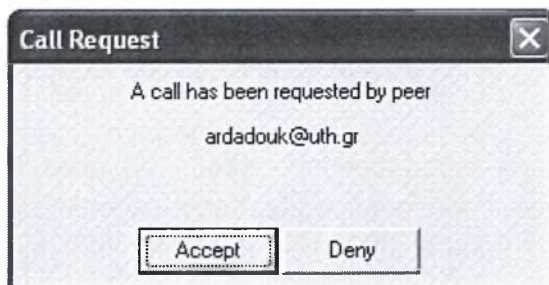 Call Request
A call has been requested by peer
ardadouk@uth.gr
Accept Deny